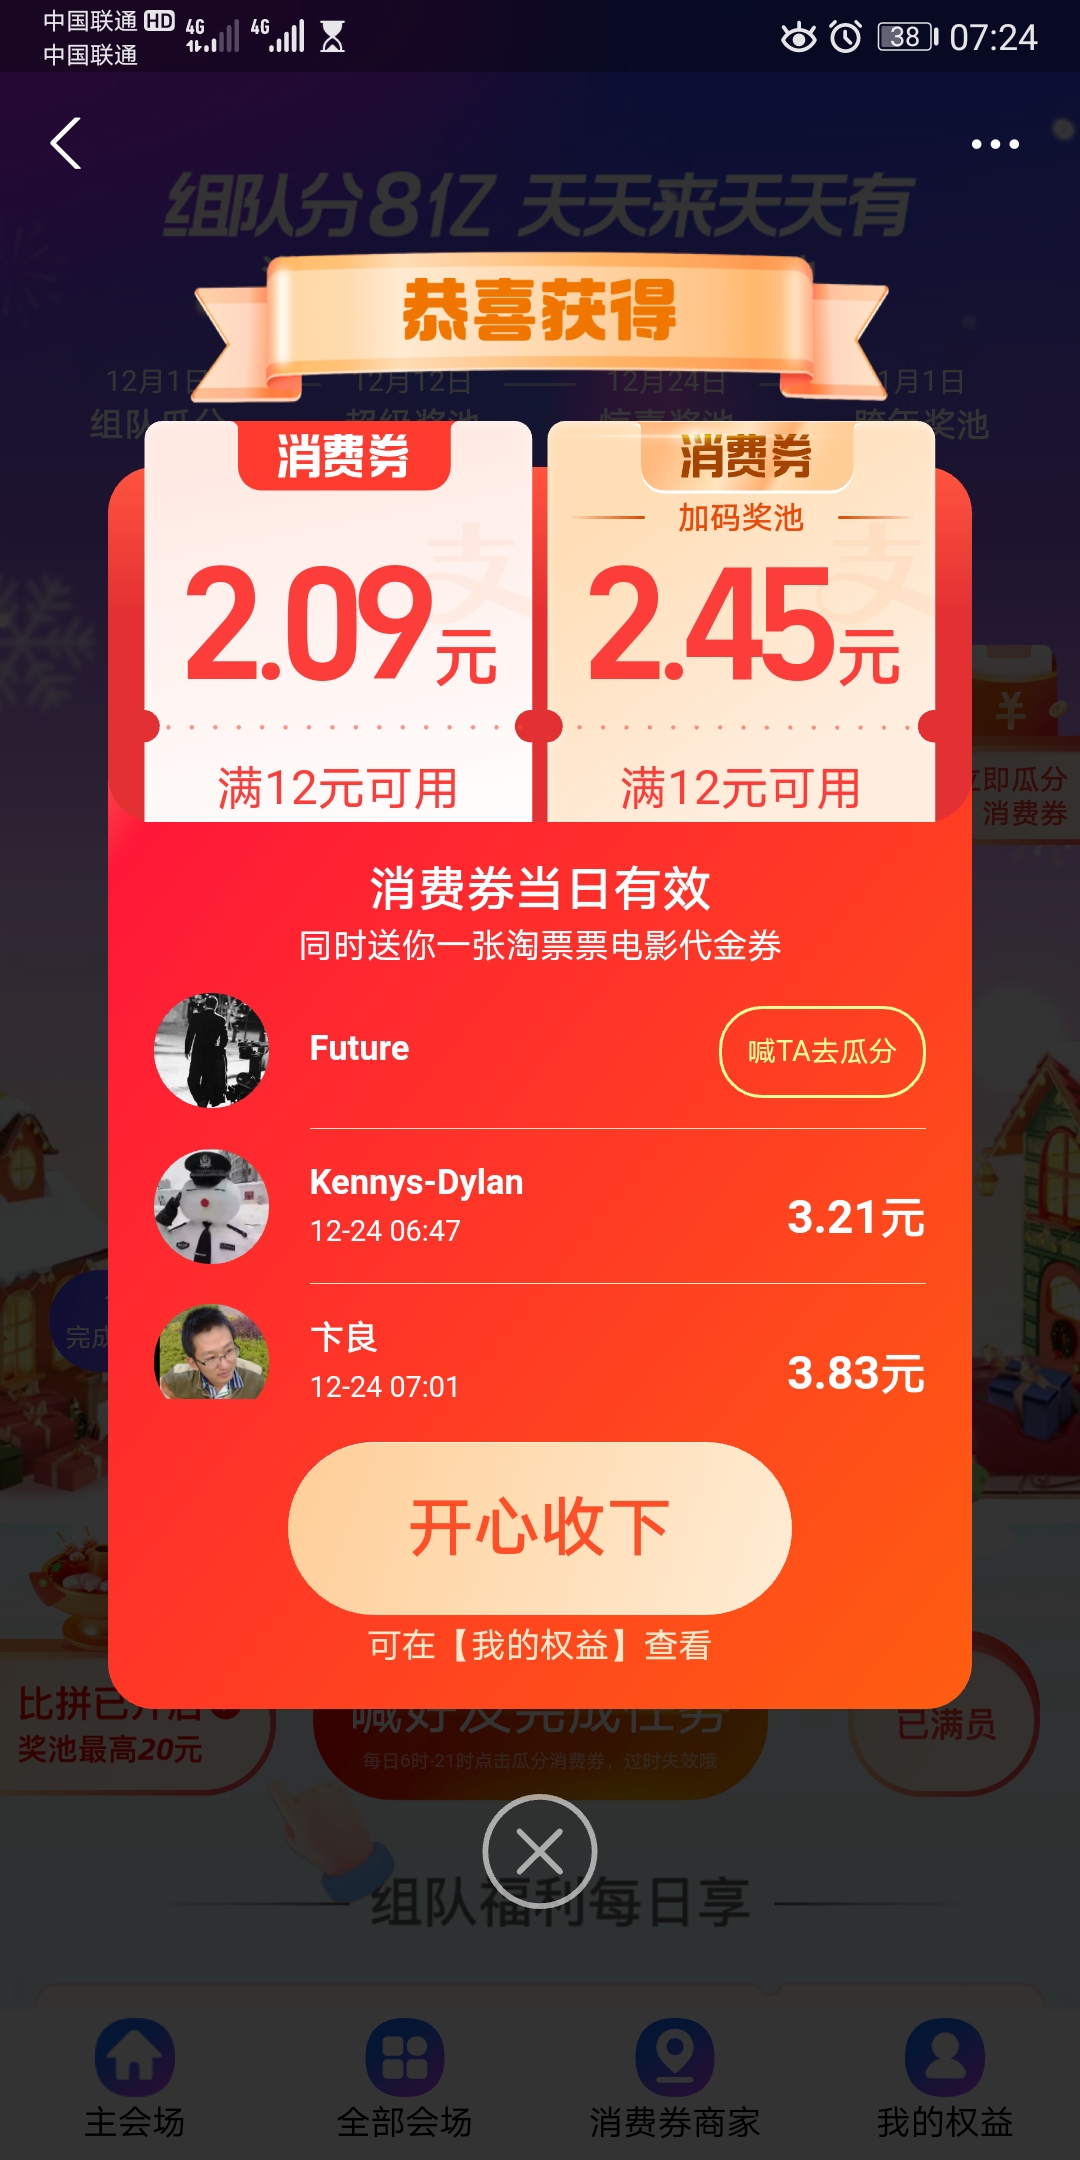 中国联通 HD 4G 4G 38 07:24
中国联通
组队分8亿 天天来天天有
恭喜获得
12月1日 12月12日 12月24日 1月1日
组队瓜分 超级奖池 惊喜奖池 跨年奖池
消费券 消费券
加码奖池
支 支
2.09元 2.45元
满12元可用 满12元可用
立即瓜分
消费券
消费券当日有效
同时送你一张淘票票电影代金券
Future 喊TA去瓜分
Kennys-Dylan
12-24 06:47 3.21元
完成
卞良
12-24 07:01 3.83元
开心收下
可在【我的权益】查看
比拼已开启 喊好友完成任务 已满员
奖池最高20元
每日6时-21时点击瓜分消费券，过时失效哦
组队福利每日享
主会场 全部会场 消费券商家 我的权益